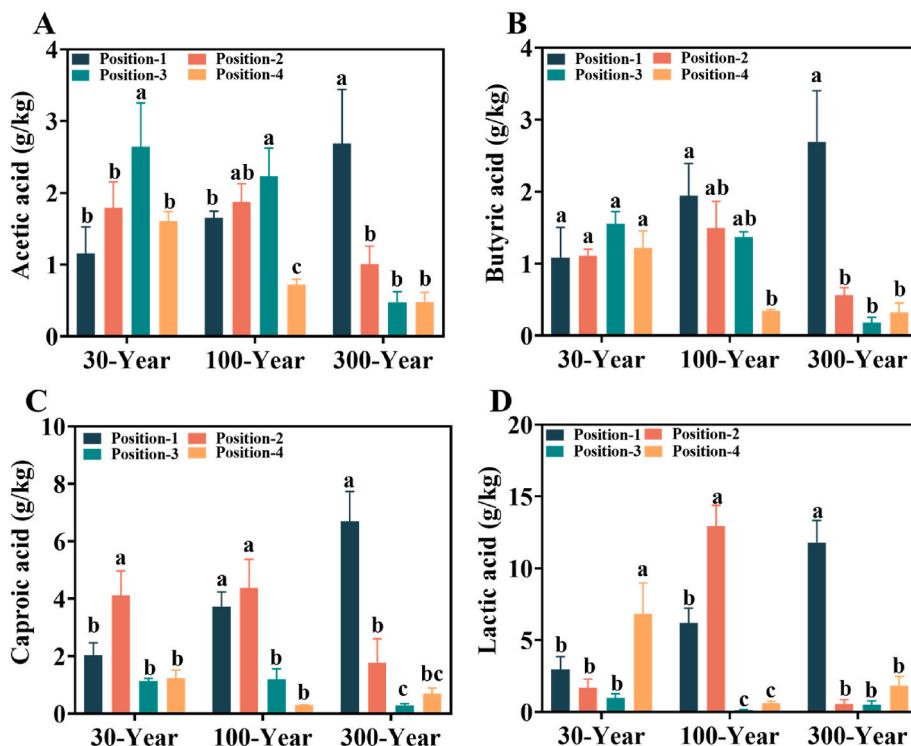 A
Position-1 Position-2
Position-3 Position-4
Acetic acid (g/kg)
4
3
2
1
0
b b a b
b ab a c
a b b b
30-Year 100-Year 300-Year
B
Position-1 Position-2
Position-3 Position-4
Butyric acid (g/kg)
4
3
2
1
0
a a a a
a ab ab b
a b b b
30-Year 100-Year 300-Year
C
Position-1 Position-2
Position-3 Position-4
Caproic acid (g/kg)
10
8
6
4
2
0
b a b b
a a b b
a b c bc
30-Year 100-Year 300-Year
D
Position-1 Position-2
Position-3 Position-4
Lactic acid (g/kg)
20
15
10
5
0
b b b a
b a c c
a b b b
30-Year 100-Year 300-Year